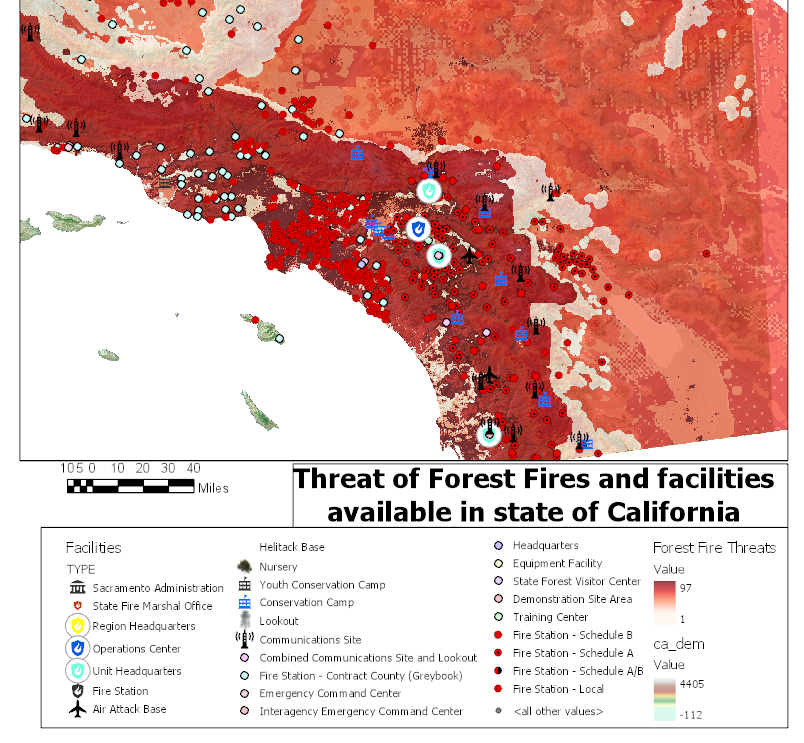 10 5 0 10 20 30 40
Miles
Threat of Forest Fires and facilities
available in state of California
Facilities
TYPE
Sacramento Administration
State Fire Marshal Office
Region Headquarters
Operations Center
Unit Headquarters
Fire Station
Air Attack Base
Helitack Base
Nursery
Youth Conservation Camp
Conservation Camp
Lookout
Communications Site
Combined Communications Site and Lookout
Fire Station - Contract County (Greybook)
Emergency Command Center
Interagency Emergency Command Center
Headquarters
Equipment Facility
State Forest Visitor Center
Demonstration Site Area
Training Center
Fire Station - Schedule B
Fire Station - Schedule A
Fire Station - Schedule A/B
Fire Station - Local
<all other values>
Forest Fire Threats
Value
97
1
ca_dem
Value
4405
-112